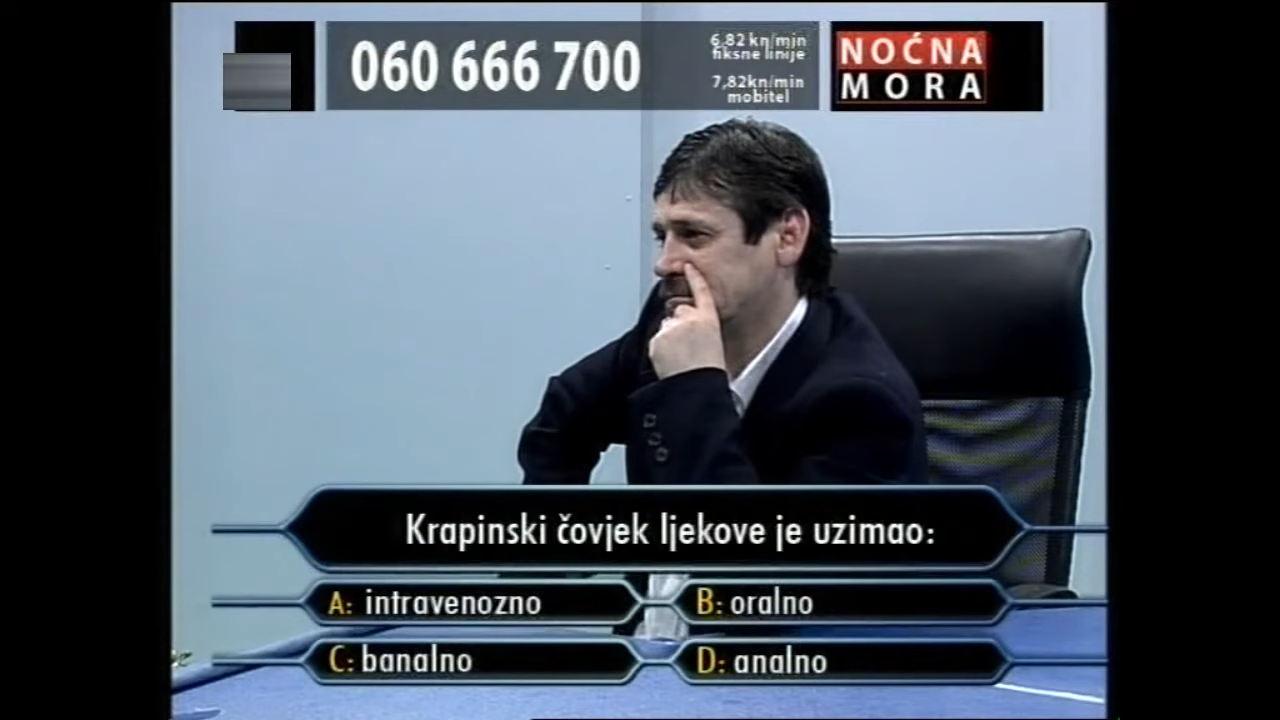 060 666 700
6,82 kn/min
fiksne linije
7,82kn/min
mobitel
NOĆNA
MORA
Krapinski čovjek ljekove je uzimao:
A: intravenozno
B: oralno
C: banalno
D: analno